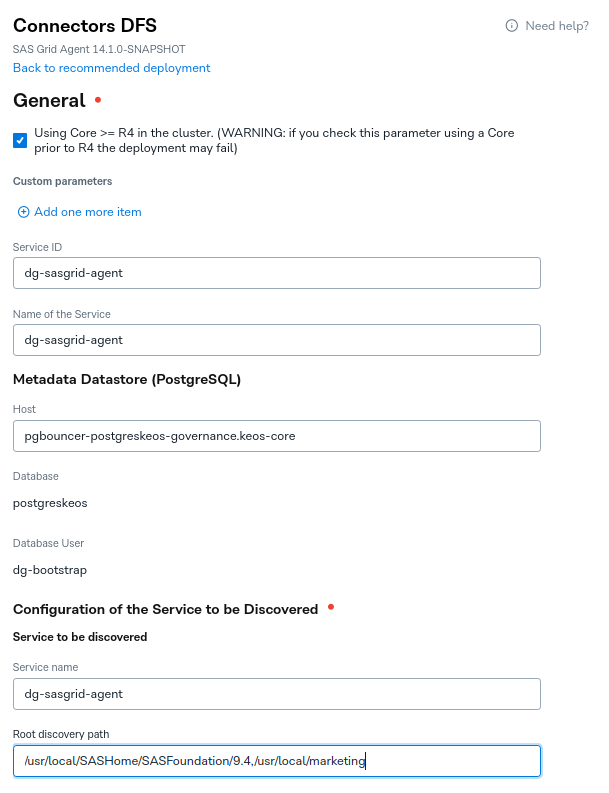 Connectors DFS
Need help?
SAS Grid Agent 14.1.0-SNAPSHOT
Back to recommended deployment
General
Using Core >= R4 in the cluster. (WARNING: if you check this parameter using a Core
prior to R4 the deployment may fail)
Custom parameters
Add one more item
Service ID
dg-sasgrid-agent
Name of the Service
dg-sasgrid-agent
Metadata Datastore (PostgreSQL)
Host
pgbouncer-postgreskeos-governance.keos-core
Database
postgreskeos
Database User
dg-bootstrap
Configuration of the Service to be Discovered
Service to be discovered
Service name
dg-sasgrid-agent
Root discovery path
/usr/local/SASHome/SASFoundation/9.4,/usr/local/marketing